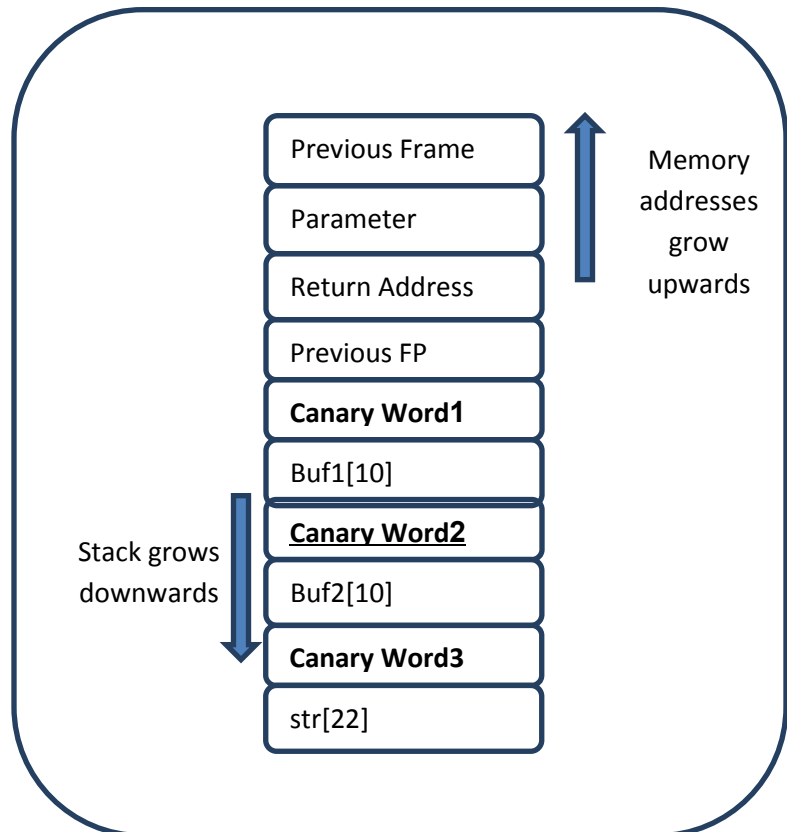 Previous Frame
Parameter
Return Address
Previous FP
Canary Word1
Buf1[10]
Canary Word2
Buf2[10]
Canary Word3
str[22]
Memory
addresses
grow
upwards
Stack grows
downwards